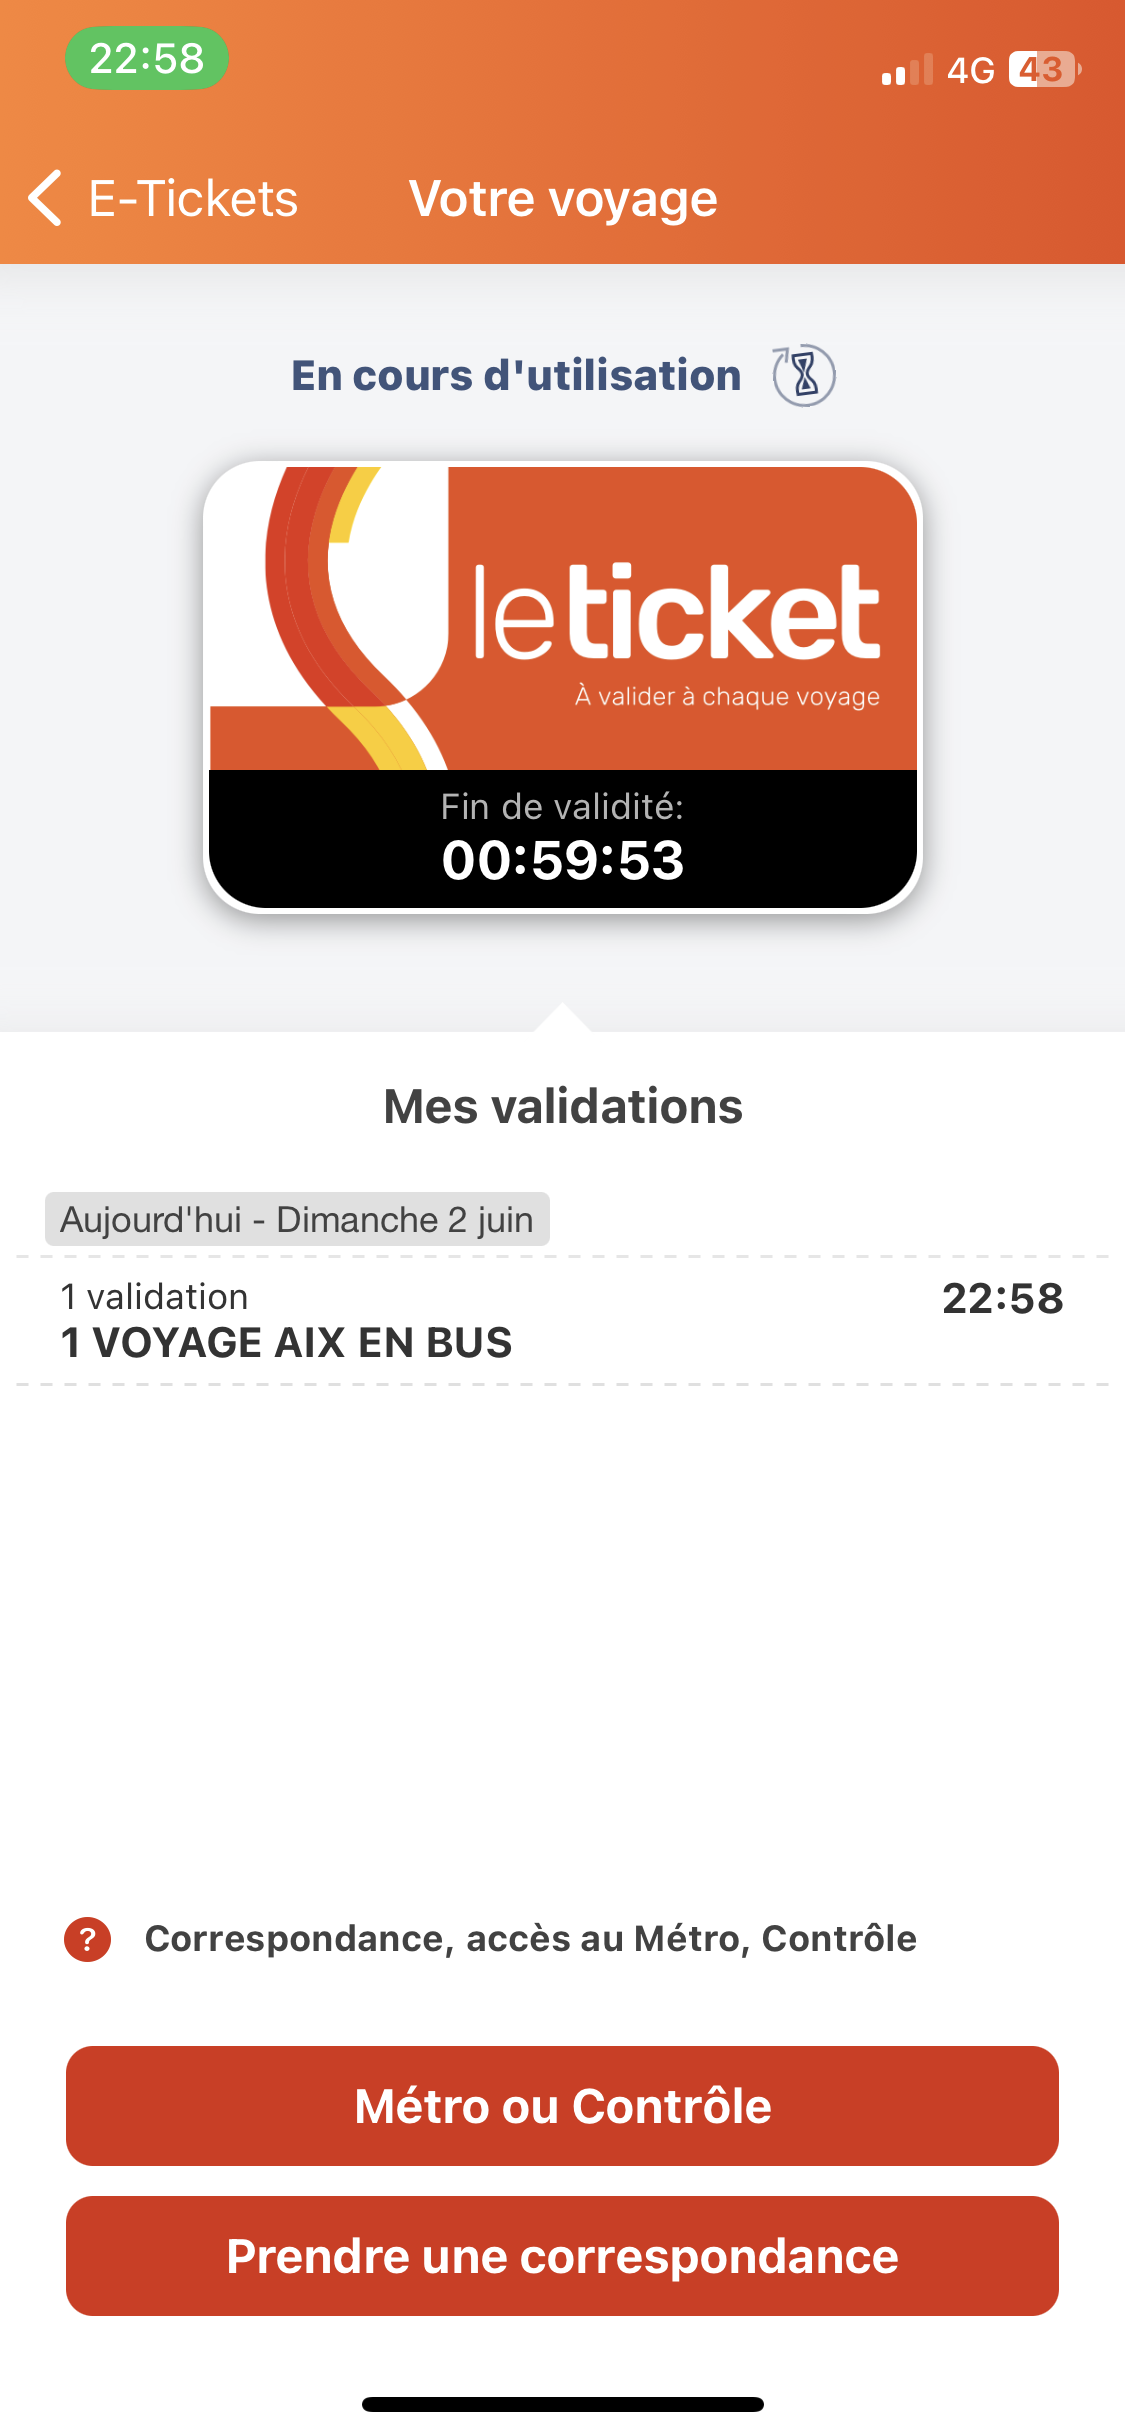 22:58
4G 43
E-Tickets
Votre voyage
En cours d'utilisation
leticket
À valider à chaque voyage
Fin de validité:
00:59:53
Mes validations
Aujourd'hui - Dimanche 2 juin
1 validation
22:58
1 VOYAGE AIX EN BUS
? Correspondance, accès au Métro, Contrôle
Métro ou Contrôle
Prendre une correspondance